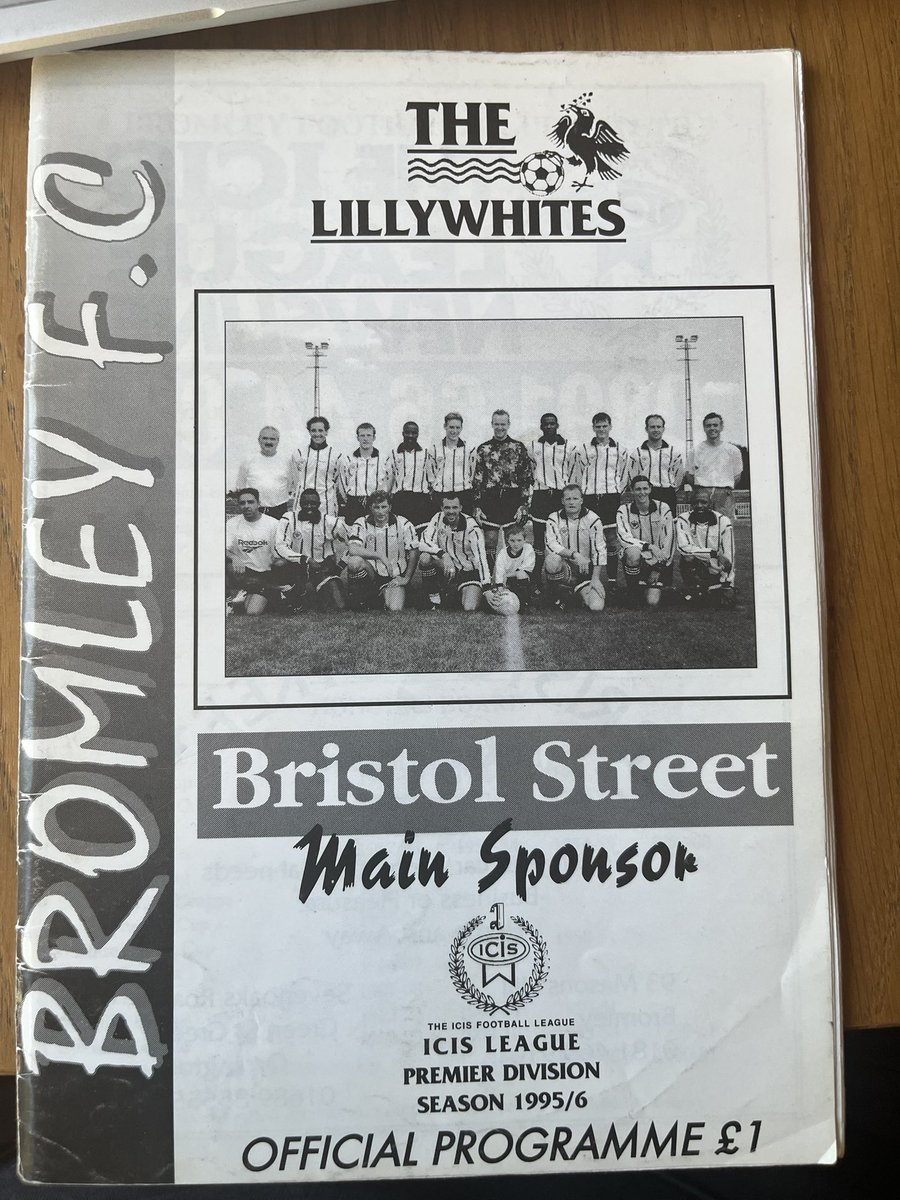 THE
LILLYWHITES
BROMLEY F.C
Reebok
Bristol Street
Main Sponsor
ICIS
THE ICIS FOOTBALL LEAGUE
ICIS LEAGUE
PREMIER DIVISION
SEASON 1995/6
OFFICIAL PROGRAMME £1